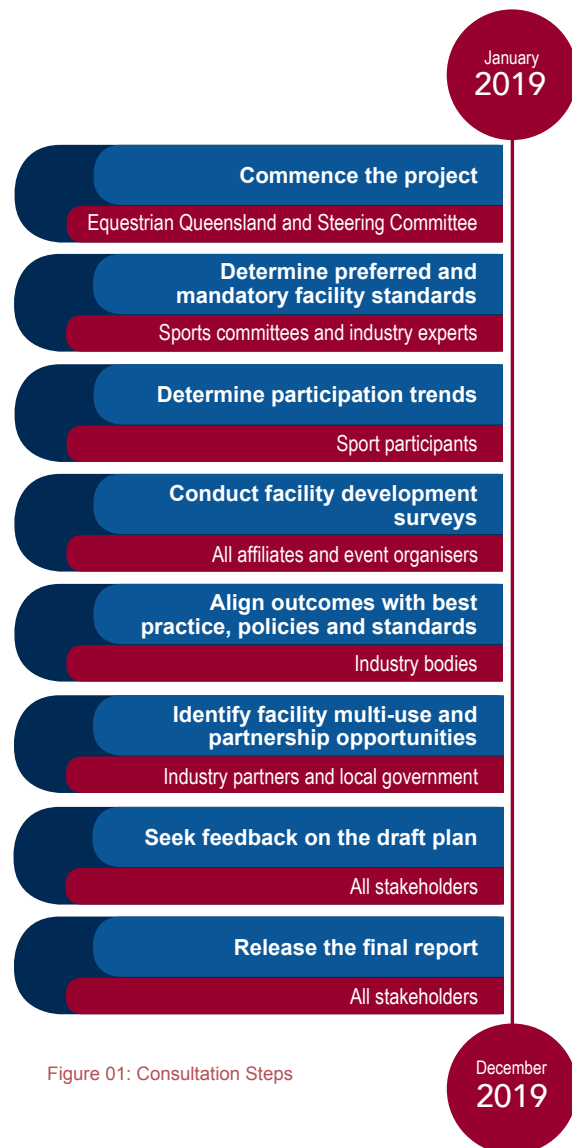 January
2019
Commence the project
Equestrian Queensland and Steering Committee
Determine preferred and
mandatory facility standards
Sports committees and industry experts
Determine participation trends
Sport participants
Conduct facility development
surveys
All affiliates and event organisers
Align outcomes with best
practice, policies and standards
Industry bodies
Identify facility multi-use and
partnership opportunities
Industry partners and local government
Seek feedback on the draft plan
All stakeholders
Release the final report
All stakeholders
Figure 01: Consultation Steps
December
2019